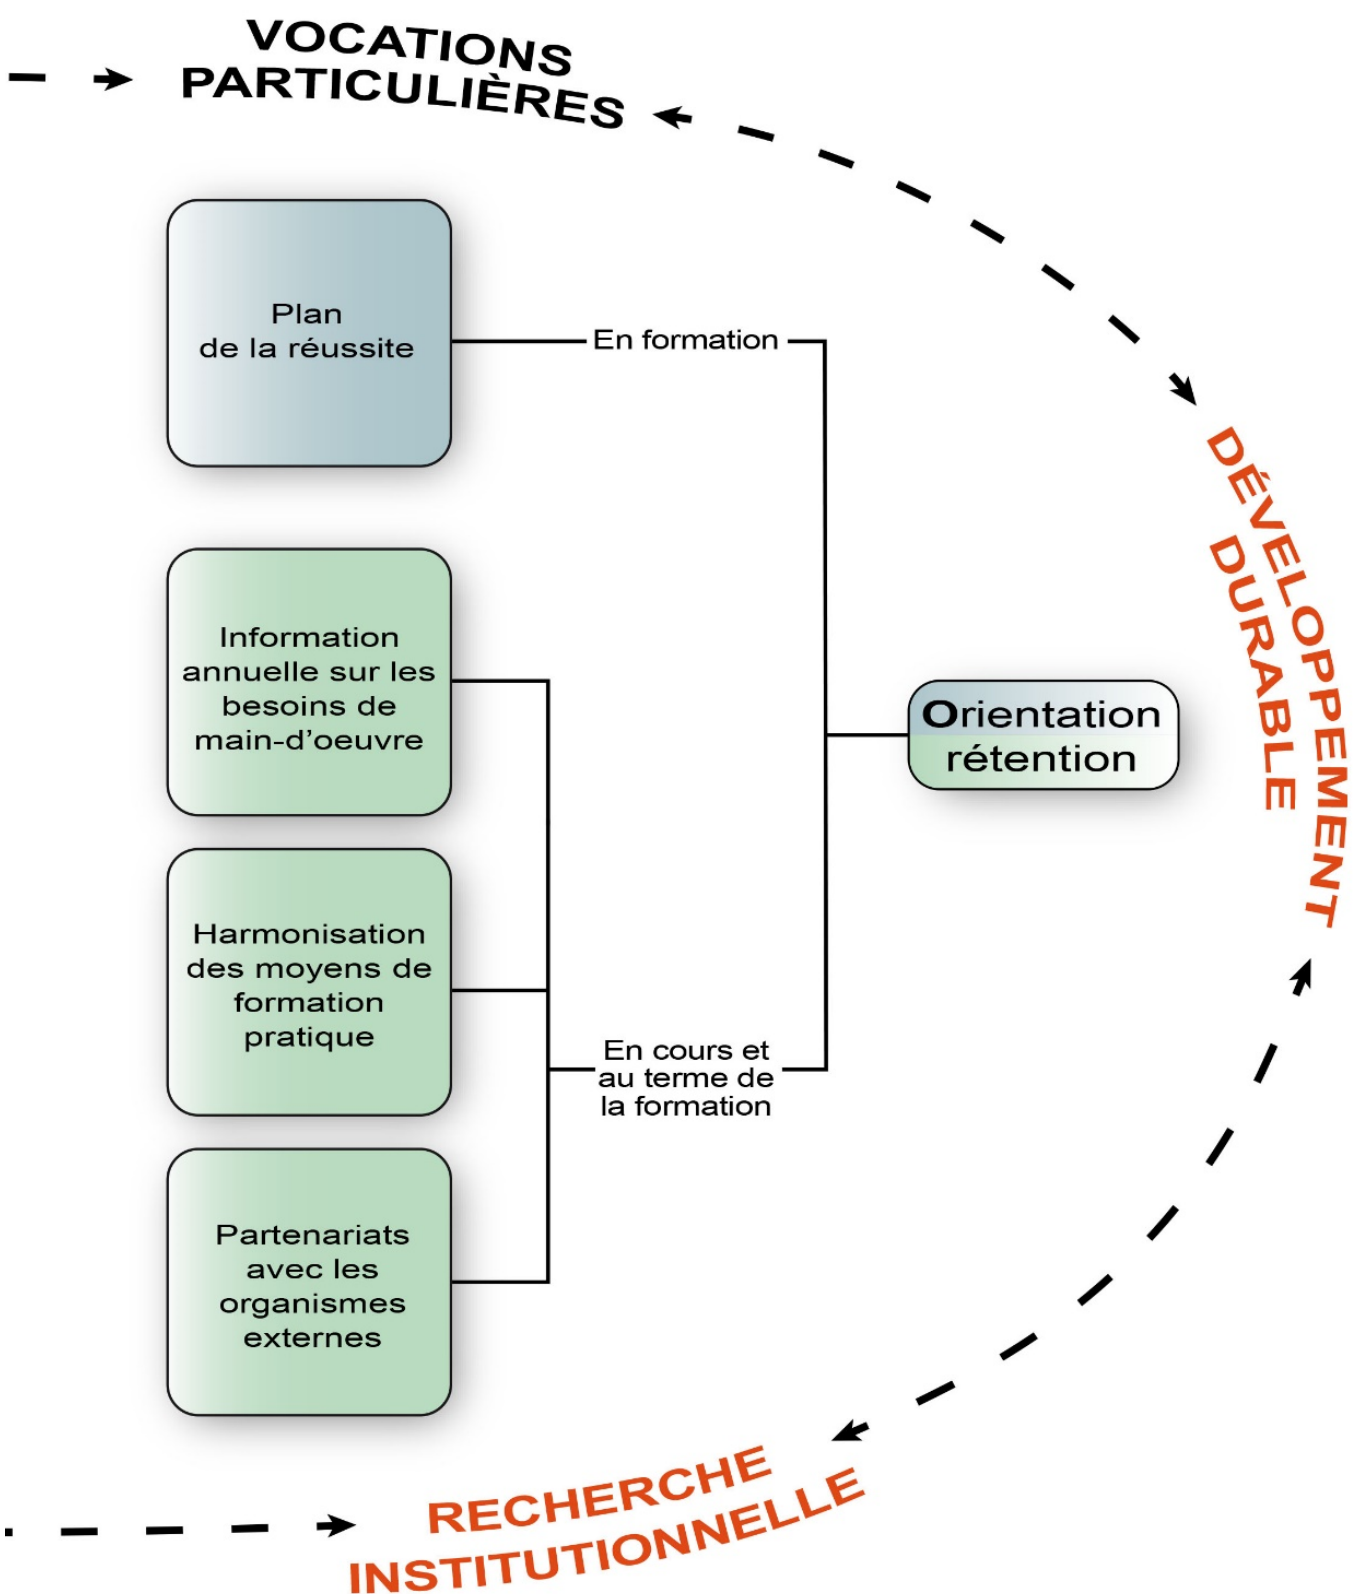 VOCATIONS
PARTICULIÈRES
Plan
de la réussite
En formation
DÉVELOPPEMENT
DURABLE
Information
annuelle sur les
besoins de
main-d'oeuvre
Orientation
rétention
Harmonisation
des moyens de
formation
pratique
En cours et
au terme de
la formation
Partenariats
avec les
organismes
externes
RECHERCHE
INSTITUTIONNELLE